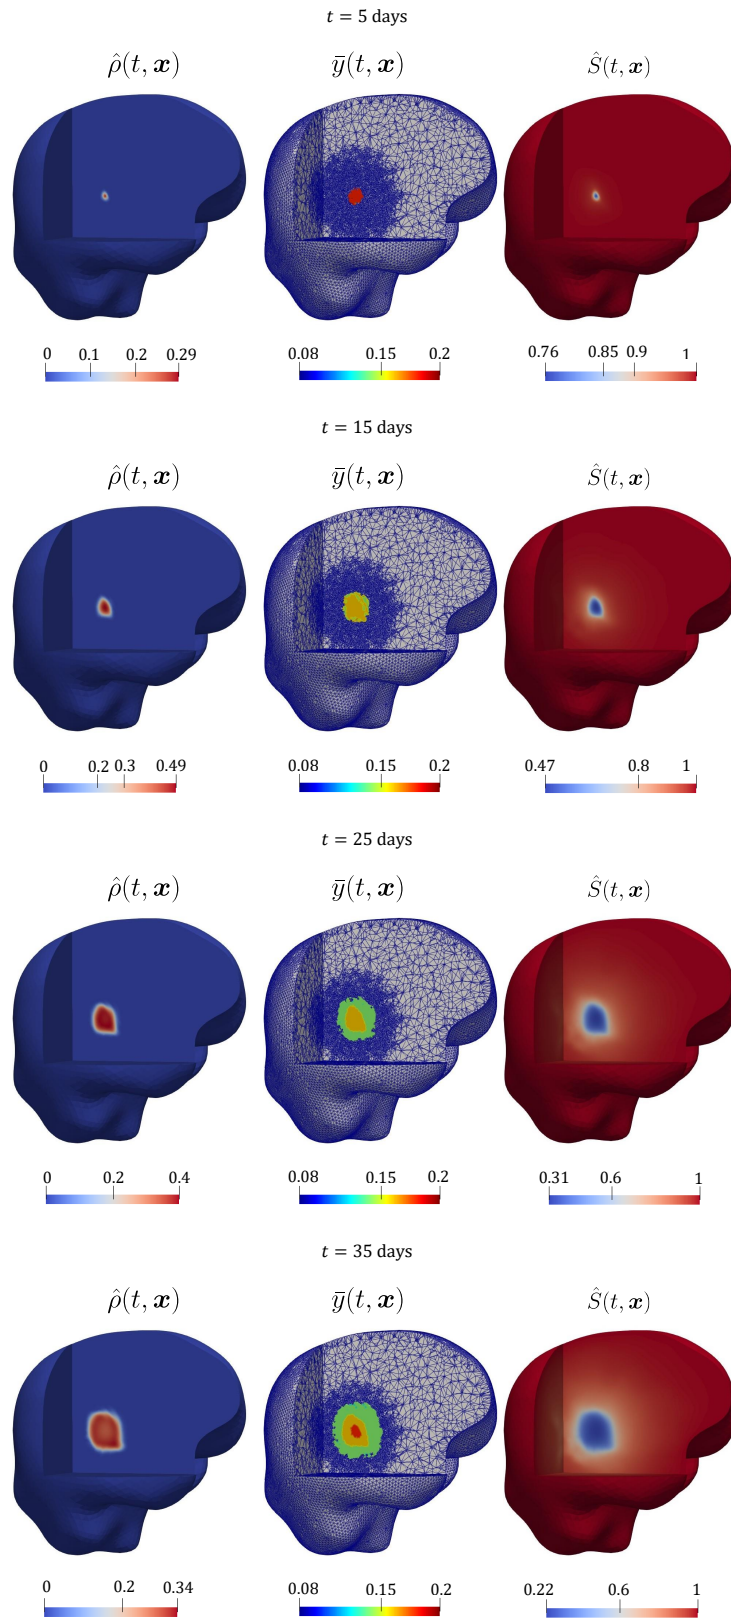 t = 5 days
ρ̂(t, x) ȳ(t, x) Ŝ(t, x)
0 0.1 0.2 0.29 0.08 0.15 0.2 0.76 0.85 0.9 1
t = 15 days
ρ̂(t, x) ȳ(t, x) Ŝ(t, x)
0 0.2 0.3 0.49 0.08 0.15 0.2 0.47 0.8 1
t = 25 days
ρ̂(t, x) ȳ(t, x) Ŝ(t, x)
0 0.2 0.4 0.08 0.15 0.2 0.31 0.6 1
t = 35 days
ρ̂(t, x) ȳ(t, x) Ŝ(t, x)
0 0.2 0.34 0.08 0.15 0.2 0.22 0.6 1